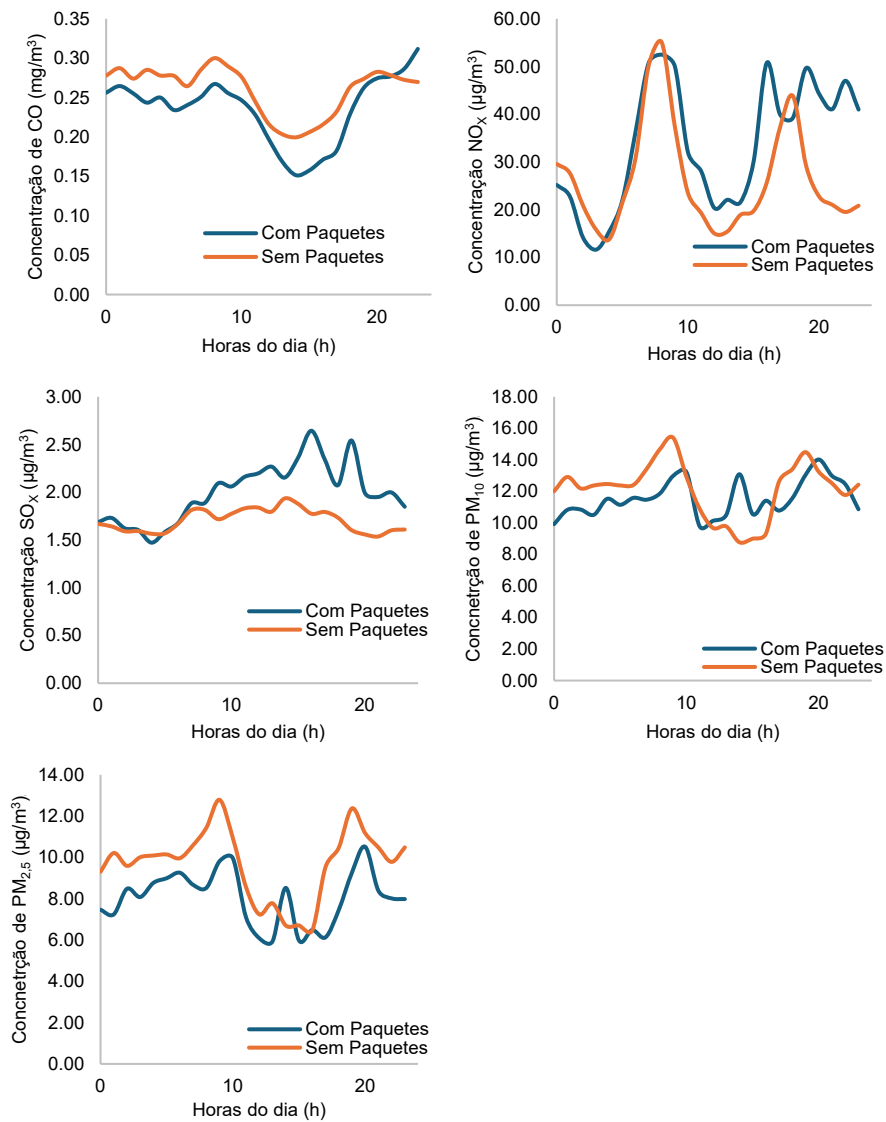 Concentração de CO (mg/m³)
0.35
0.30
0.25
0.20
0.15
0.10
0.05
0.00
Com Paquetes
Sem Paquetes
0 10 20
Horas do dia (h)
Concentração NOX (µg/m³)
60.00
50.00
40.00
30.00
20.00
10.00
0.00
Com Paquetes
Sem Paquetes
0 10 20
Horas do dia (h)
Concentração SOX (µg/m³)
3.00
2.50
2.00
1.50
1.00
0.50
0.00
Com Paquetes
Sem Paquetes
0 10 20
Horas do dia (h)
Concnetrção de PM10 (µg/m³)
18.00
16.00
14.00
12.00
10.00
8.00
6.00
4.00
2.00
0.00
Com Paquetes
Sem Paquetes
0 10 20
Horas do dia (h)
Concnetrção de PM2,5 (µg/m³)
14.00
12.00
10.00
8.00
6.00
4.00
2.00
0.00
Com Paquetes
Sem Paquetes
0 10 20
Horas do dia (h)